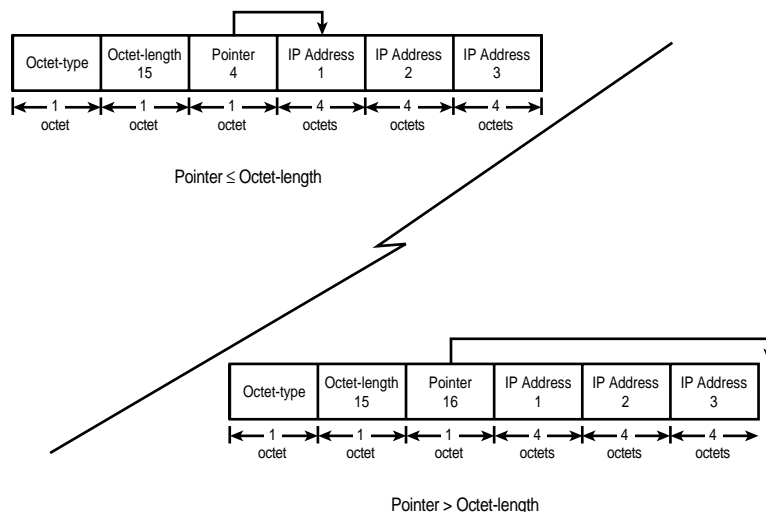 Octet-type Octet-length Pointer IP Address IP Address IP Address
15 4 1 2 3
1 1 1 4 4 4
octet octet octet octets octets octets
Pointer ≤ Octet-length
Octet-type Octet-length Pointer IP Address IP Address IP Address
15 16 1 2 3
1 1 1 4 4 4
octet octet octet octets octets octets
Pointer > Octet-length